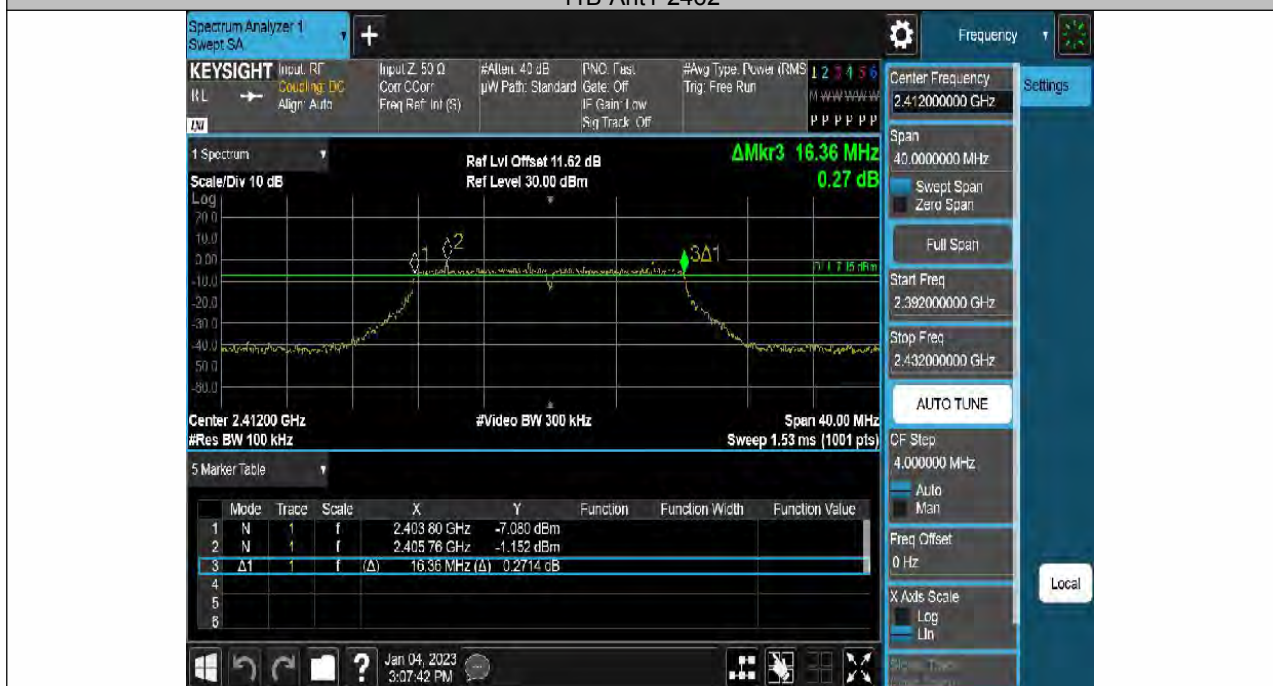 Spectrum Analyzer 1
Swept SA
+
Frequency
KEYSIGHT
RL
Input: RF
Coupling: DC
Align: Auto
Input Z: 50 Ω
Corr CCorr
Freq Ref: Int (S)
#Atten: 40 dB
µW Path: Standard
PNO: Fast
Gate: Off
IF Gain: Low
Sig Track: Off
#Avg Type: Power (RMS
Trig: Free Run
1 2 3 4 5 6
M W W W W W
P P P P P P
LXI
1 Spectrum
Scale/Div 10 dB
Ref Lvl Offset 11.62 dB
Ref Level 30.00 dBm
ΔMkr3 16.36 MHz
0.27 dB
Log
10.0
0.00
-10.0
-20.0
-30.0
-40.0
-50.0
-60.0
1
2
3Δ1
Center 2.41200 GHz
#Res BW 100 kHz
#Video BW 300 kHz
Span 40.00 MHz
Sweep 1.53 ms (1001 pts)
5 Marker Table
Mode Trace Scale X Y Function Function Width Function Value
1 N 1 f 2.403 80 GHz -7.080 dBm
2 N 1 f 2.405 76 GHz -1.152 dBm
3 Δ1 1 f (Δ) 16.36 MHz (Δ) 0.2714 dB
4
5
6
Jan 04, 2023
3:07:42 PM
Center Frequency
2.412000000 GHz
Settings
Span
40.0000000 MHz
Swept Span
Zero Span
Full Span
Start Freq
2.392000000 GHz
Stop Freq
2.432000000 GHz
AUTO TUNE
CF Step
4.000000 MHz
Auto
Man
Freq Offset
0 Hz
X Axis Scale
Log
Lin
Local